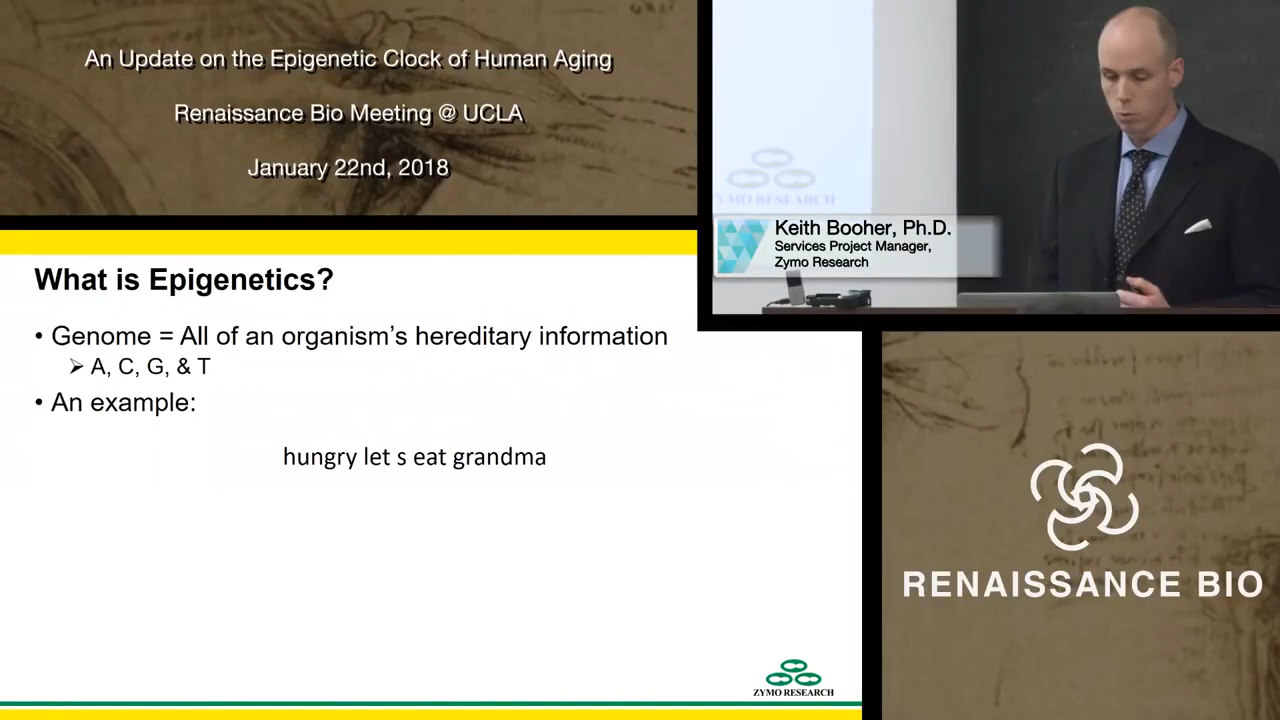 An Update on the Epigenetic Clock of Human Aging
Renaissance Bio Meeting @ UCLA
January 22nd, 2018
ZYMO RESEARCH
Keith Booher, Ph.D.
Services Project Manager,
Zymo Research
What is Epigenetics?
• Genome = All of an organism’s hereditary information
➢ A, C, G, & T
• An example:
hungry let s eat grandma
ZYMO RESEARCH
RENAISSANCE BIO